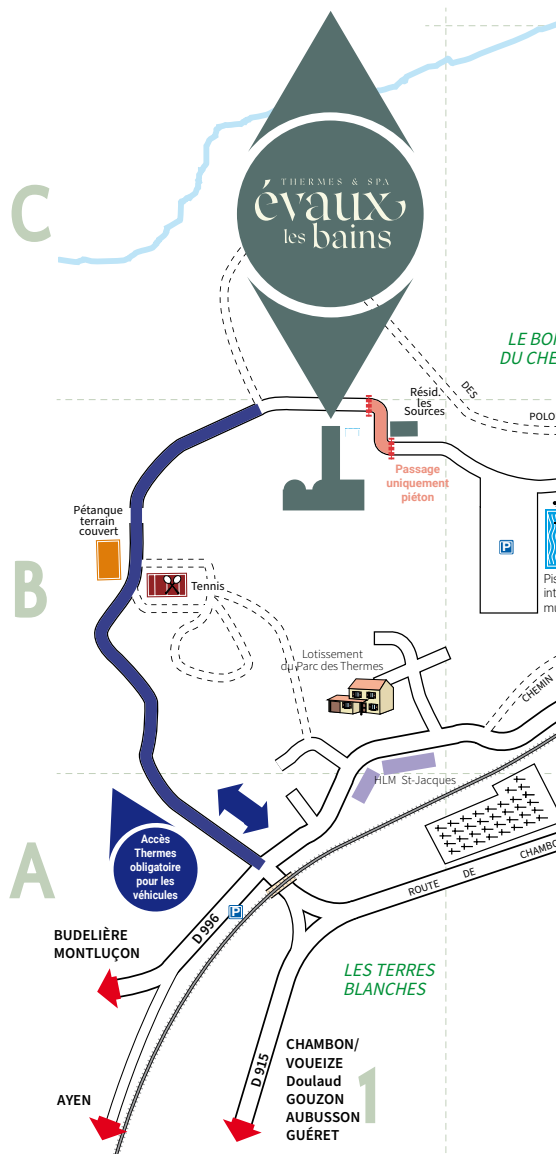 C
THERMES & SPA
évaux
les bains
LE BO
DU CHE
DES
POLO
Résid.
les
Sources
Passage
uniquement
piéton
Pétanque
terrain
couvert
P
B
Tennis
Pis
int
mu
Lotissement
du Parc des Thermes
CHEMIN
HLM St-Jacques
A
Accès
Thermes
obligatoire
pour les
véhicules
ROUTE DE CHAMBO
P
D 996
BUDELIÈRE
MONTLUÇON
LES TERRES
BLANCHES
AYEN
D 915
CHAMBON/
VOUEIZE
Doulaud
GOUZON
AUBUSSON
GUÉRET
1